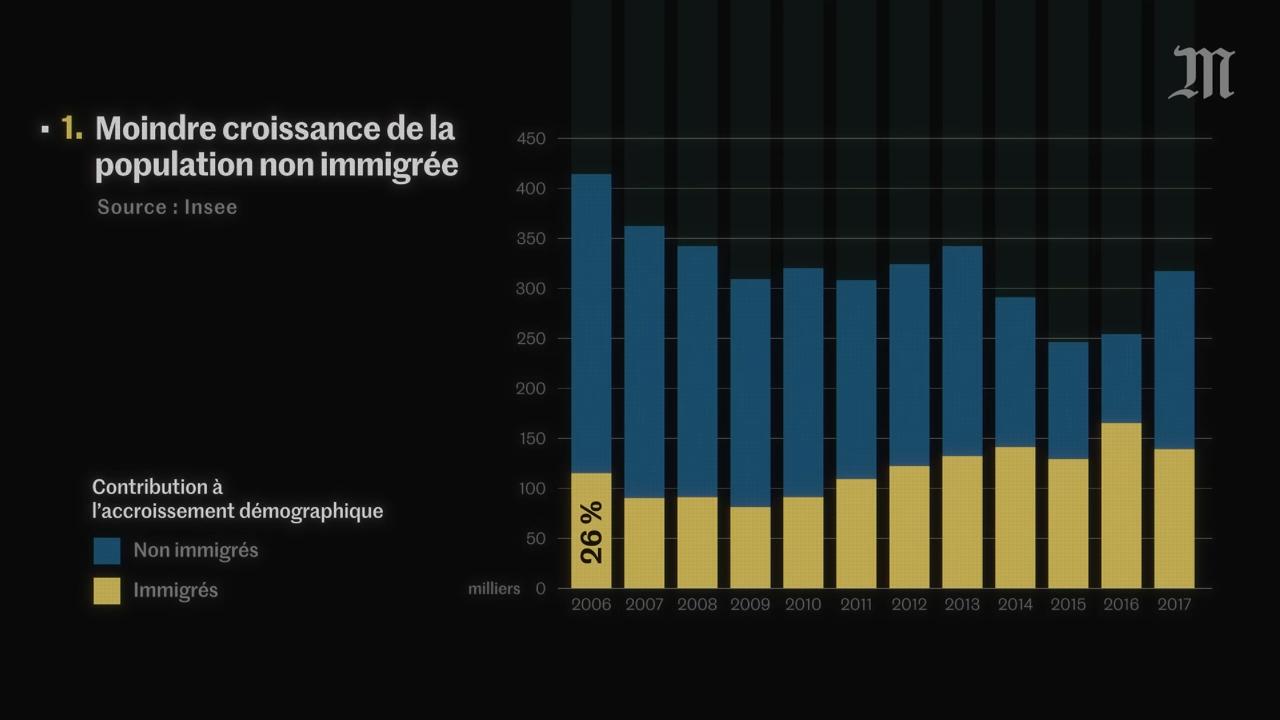 1. Moindre croissance de la
population non immigrée
Source : Insee
Contribution à
l'accroissement démographique
Non immigrés
Immigrés
450
400
350
300
250
200
150
100
50
milliers 0
26 %
2006 2007 2008 2009 2010 2011 2012 2013 2014 2015 2016 2017
M